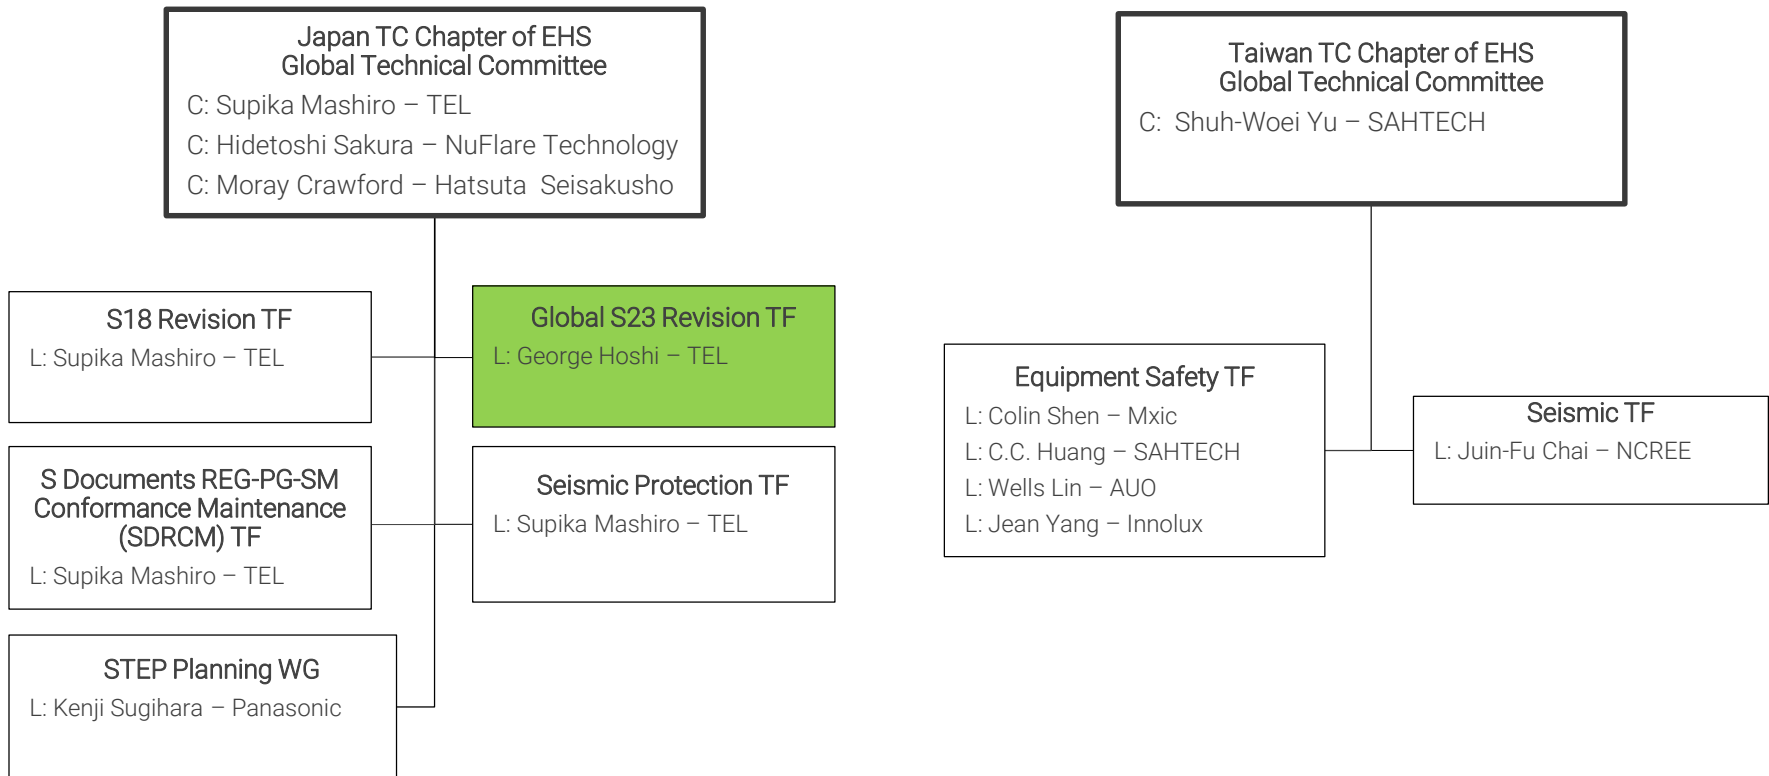 Japan TC Chapter of EHS
Global Technical Committee
C: Supika Mashiro – TEL
C: Hidetoshi Sakura – NuFlare Technology
C: Moray Crawford – Hatsuta  Seisakusho
S18 Revision TF
L: Supika Mashiro – TEL
Global S23 Revision TF
L: George Hoshi – TEL
S Documents REG-PG-SM
Conformance Maintenance
(SDRCM) TF
L: Supika Mashiro – TEL
Seismic Protection TF
L: Supika Mashiro – TEL
STEP Planning WG
L: Kenji Sugihara – Panasonic
Taiwan TC Chapter of EHS
Global Technical Committee
C:  Shuh-Woei Yu – SAHTECH
Equipment Safety TF
L: Colin Shen – Mxic
L: C.C. Huang – SAHTECH
L: Wells Lin – AUO
L: Jean Yang – Innolux
Seismic TF
L: Juin-Fu Chai – NCREE